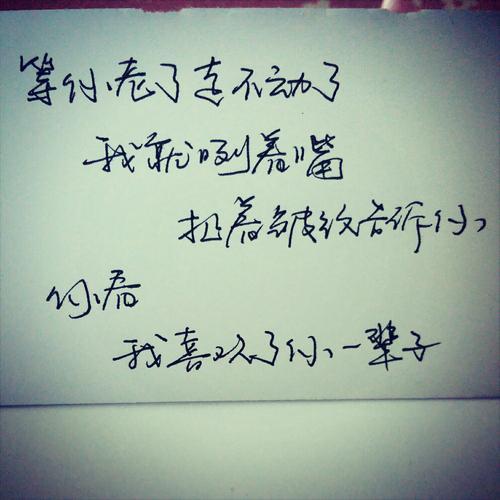 等你老了走不动了
我就咧着嘴
扯着皱纹告诉你
你看
我喜欢了你一辈子